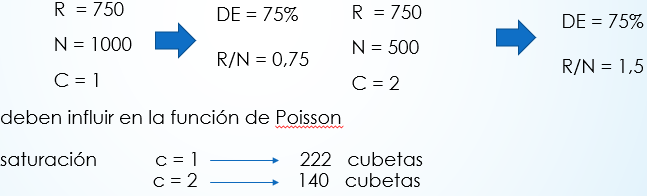 R = 750
N = 1000
C = 1
DE = 75%
R/N = 0,75
R = 750
N = 500
C = 2
DE = 75%
R/N = 1,5
deben influir en la función de Poisson
saturación c = 1 222 cubetas
c = 2 140 cubetas